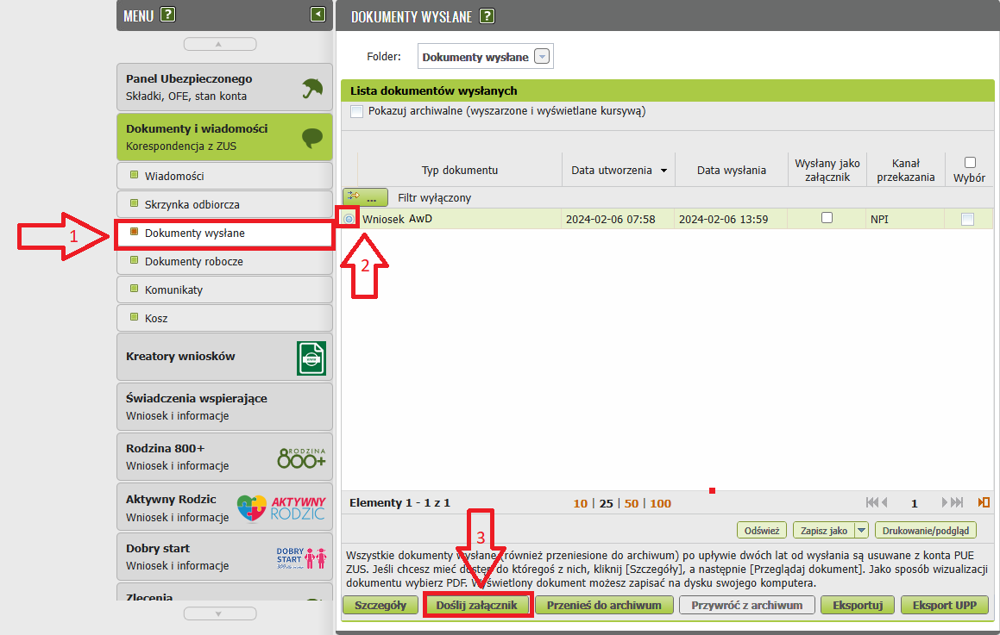 MENU ?
DOKUMENTY WYSŁANE ?
Folder: Dokumenty wysłane
Panel Ubezpieczonego
Składki, OFE, stan konta
Dokumenty i wiadomości
Korespondencja z ZUS
Wiadomości
Skrzynka odbiorcza
1
Dokumenty wysłane
Dokumenty robocze
Komunikaty
Kosz
Kreatory wniosków
www
Świadczenia wspierające
Wniosek i informacje
Rodzina 800+
Wniosek i informacje
RODZINA
800+
Aktywny Rodzic
Wniosek i informacje
AKTYWNY
RODZIC
Dobry start
Wniosek i informacje
DOBRY
START
Zlecenia
Lista dokumentów wysłanych
Pokazuj archiwalne (wyszarzone i wyświetlane kursywą)
Typ dokumentu
Data utworzenia
Data wysłania
Wysłany jako
załącznik
Kanał
przekazania
Wybór
... Filtr wyłączony
Wniosek AwD 2024-02-06 07:58 2024-02-06 13:59 NPI
2
Elementy 1 - 1 z 1 10 | 25 | 50 | 100 1
Odśwież Zapisz jako Drukowanie/podgląd
3
Wszystkie dokumenty wysłane (również przeniesione do archiwum) po upływie dwóch lat od wysłania są usuwane z konta PUE
ZUS. Jeśli chcesz mieć dostęp do któregoś z nich, kliknij [Szczegóły], a następnie [Przeglądaj dokument]. Jako sposób wizualizacji
dokumentu wybierz PDF. Wyświetlony dokument możesz zapisać na dysku swojego komputera.
Szczegóły Doślij załącznik Przenieś do archiwum Przywróć z archiwum Eksportuj Eksport UPP